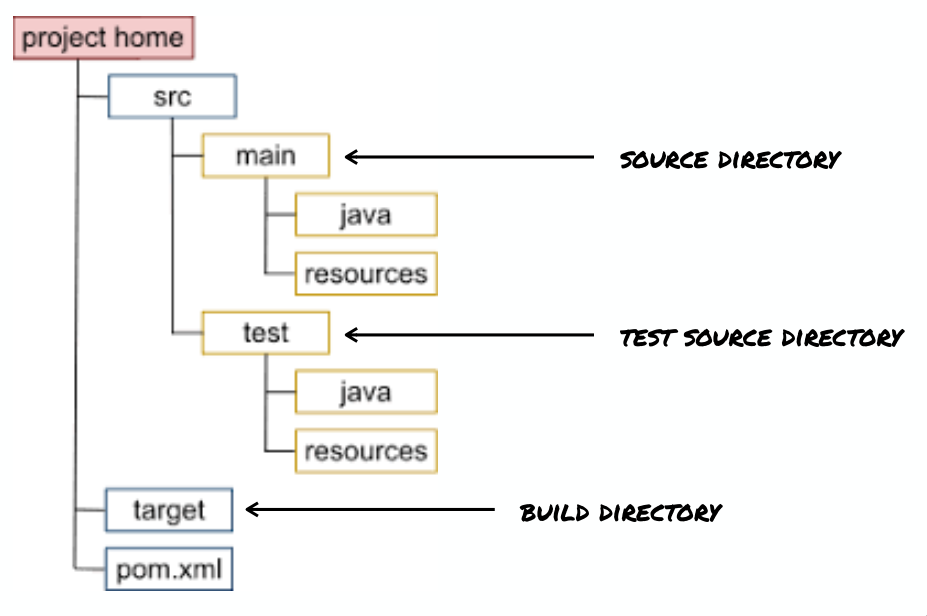 project home
src
main
SOURCE DIRECTORY
java
resources
test
TEST SOURCE DIRECTORY
java
resources
target
BUILD DIRECTORY
pom.xml